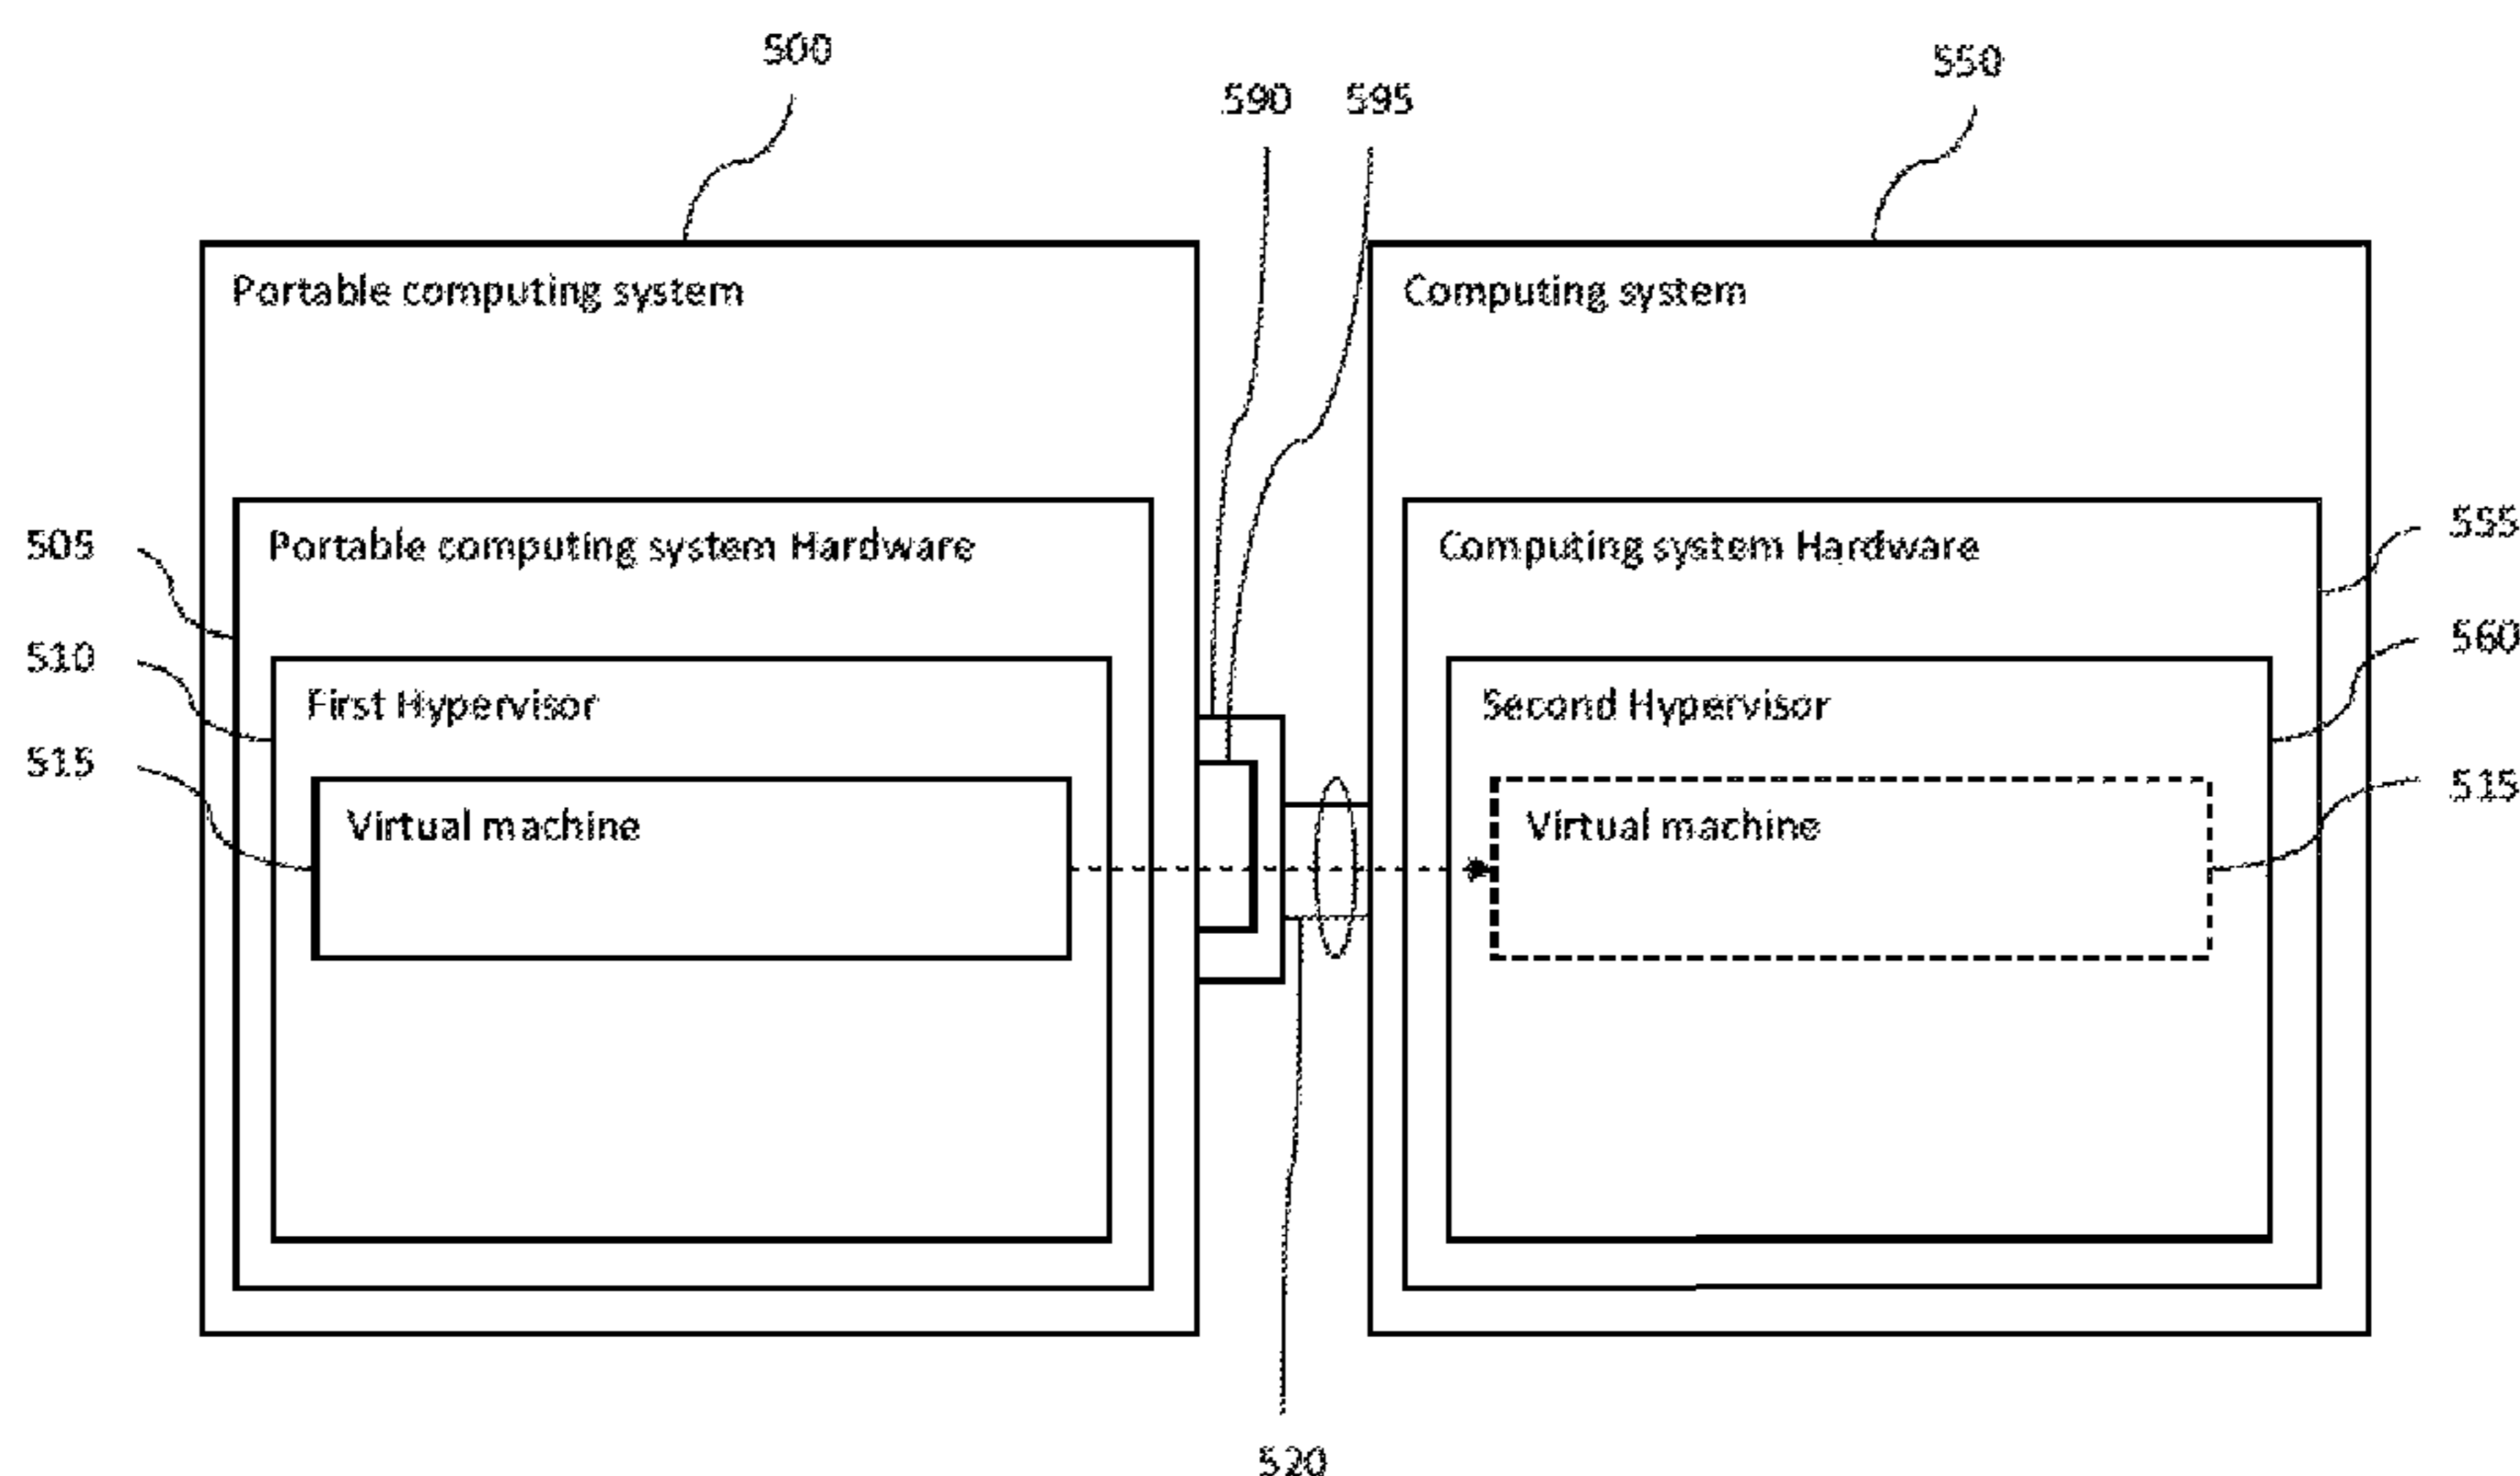 500
550
590
595
Portable computing system
Computing system
505
Portable computing system Hardware
Computing system Hardware
555
510
First Hypervisor
Second Hypervisor
560
515
Virtual machine
Virtual machine
515
520